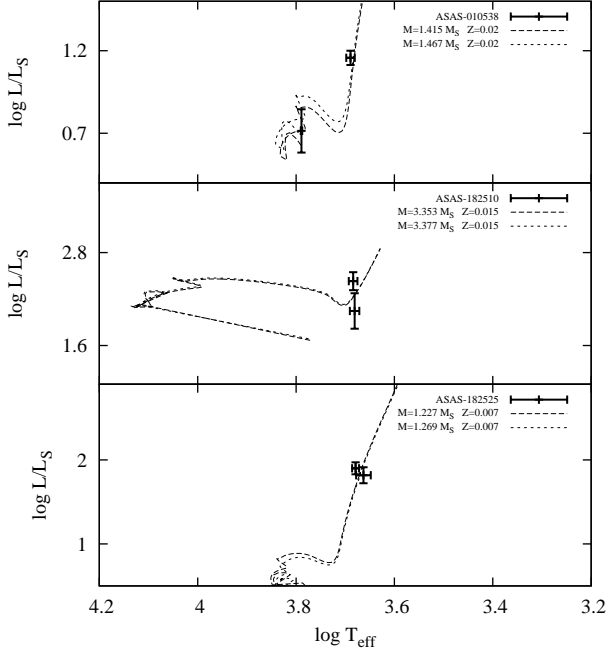 ASAS-010538
M=1.415 M_S Z=0.02
M=1.467 M_S Z=0.02
1.2
0.7
log L/L_S
ASAS-182510
M=3.353 M_S Z=0.015
M=3.377 M_S Z=0.015
2.8
1.6
log L/L_S
ASAS-182525
M=1.227 M_S Z=0.007
M=1.269 M_S Z=0.007
2
1
log L/L_S
4.2 4 3.8 3.6 3.4 3.2
log T_eff